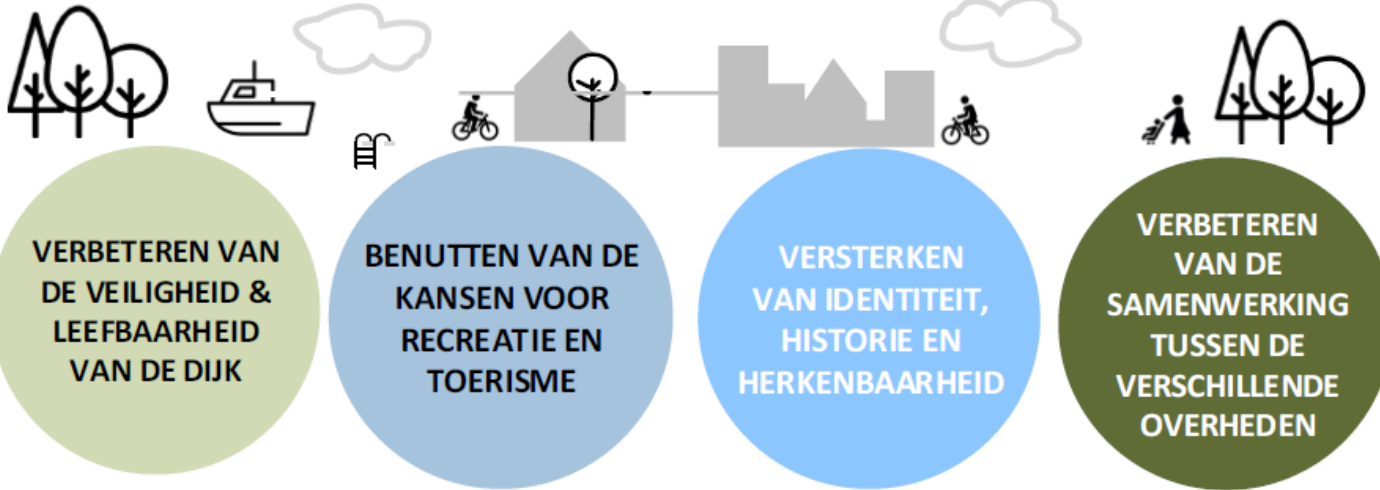 VERBETEREN VAN
DE VEILIGHEID &
LEEFBAARHEID
VAN DE DIJK
BENUTTEN VAN DE
KANSEN VOOR
RECREATIE EN
TOERISME
VERSTERKEN
VAN IDENTITEIT,
HISTORIE EN
HERKENBAARHEID
VERBETEREN
VAN DE
SAMENWERKING
TUSSEN DE
VERSCHILLENDE
OVERHEDEN